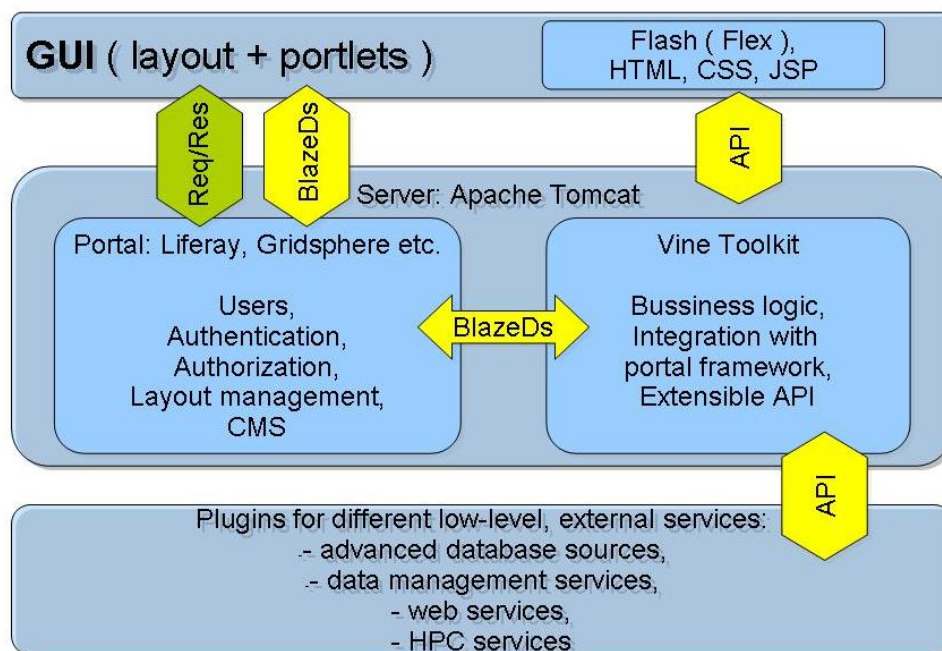 GUI ( layout + portlets )
Flash ( Flex ),
HTML, CSS, JSP
Req/Res
BlazeDs
API
Server: Apache Tomcat
Portal: Liferay, Gridsphere etc.
Users,
Authentication,
Authorization,
Layout management,
CMS
BlazeDs
Vine Toolkit
Bussiness logic,
Integration with
portal framework,
Extensible API
API
Plugins for different low-level, external services:
- advanced database sources,
- data management services,
- web services,
- HPC services